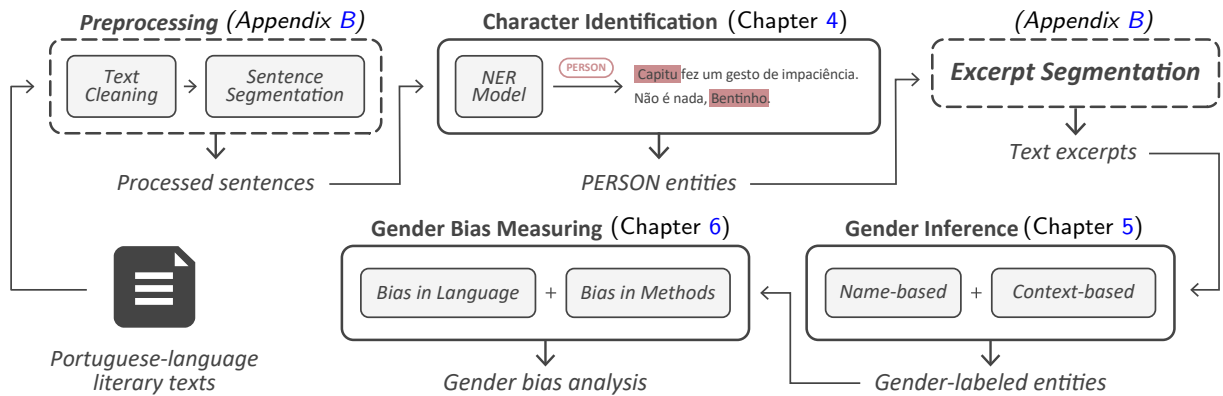 Preprocessing (Appendix B)
Text
Cleaning
Sentence
Segmentation
Processed sentences
Character Identification (Chapter 4)
NER
Model
PERSON
Capitu fez um gesto de impaciência.
Não é nada, Bentinho.
PERSON entities
(Appendix B)
Excerpt Segmentation
Text excerpts
Gender Inference (Chapter 5)
Name-based + Context-based
Gender-labeled entities
Gender Bias Measuring (Chapter 6)
Bias in Language + Bias in Methods
Gender bias analysis
Portuguese-language
literary texts